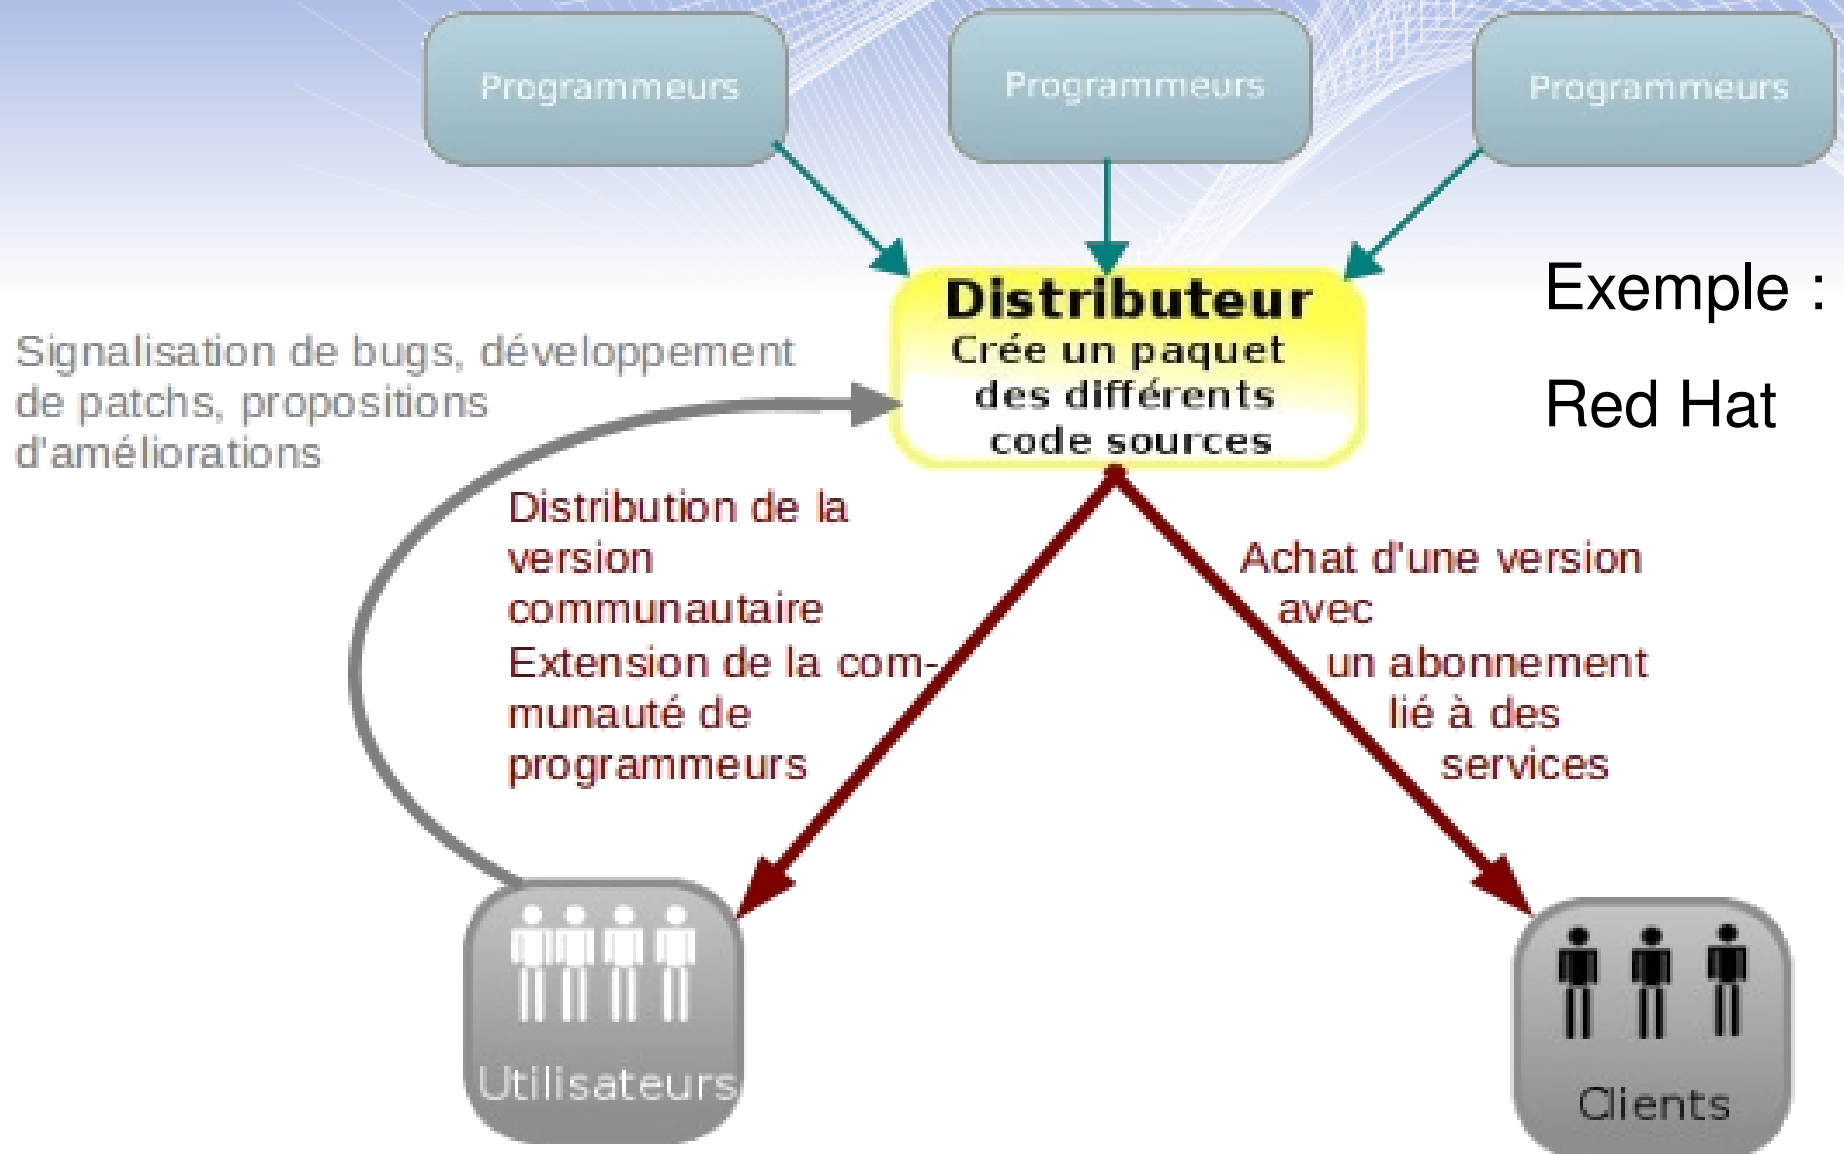 Programmeurs
Programmeurs
Programmeurs
Distributeur
Crée un paquet
des différents
code sources
Exemple :
Red Hat
Signalisation de bugs, développement
de patchs, propositions
d'améliorations
Distribution de la
version
communautaire
Extension de la com-
munauté de
programmeurs
Achat d'une version
avec
un abonnement
lié à des
services
Utilisateurs
Clients